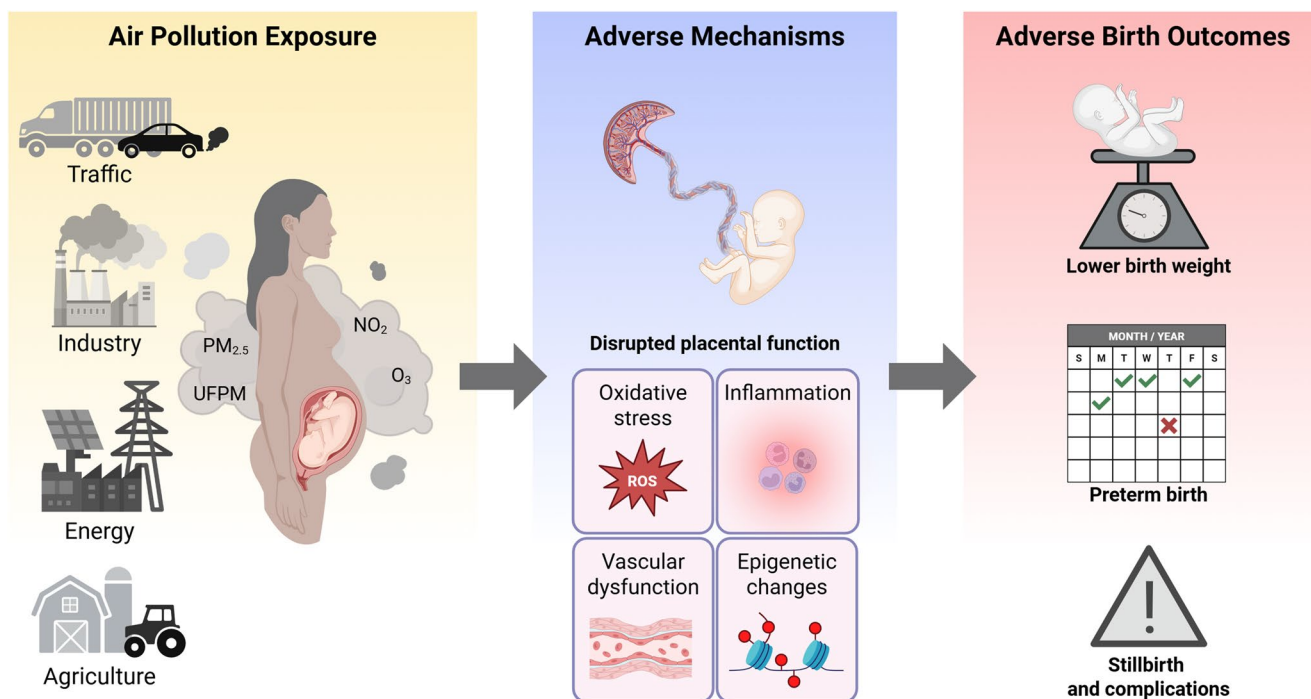 Air Pollution Exposure
Traffic
Industry
Energy
Agriculture
PM2.5
UFPM
NO2
O3
Adverse Mechanisms
Disrupted placental function
Oxidative
stress
ROS
Inflammation
Vascular
dysfunction
Epigenetic
changes
Adverse Birth Outcomes
Lower birth weight
MONTH / YEAR
S M T W T F S
Preterm birth
!
Stillbirth
and complications